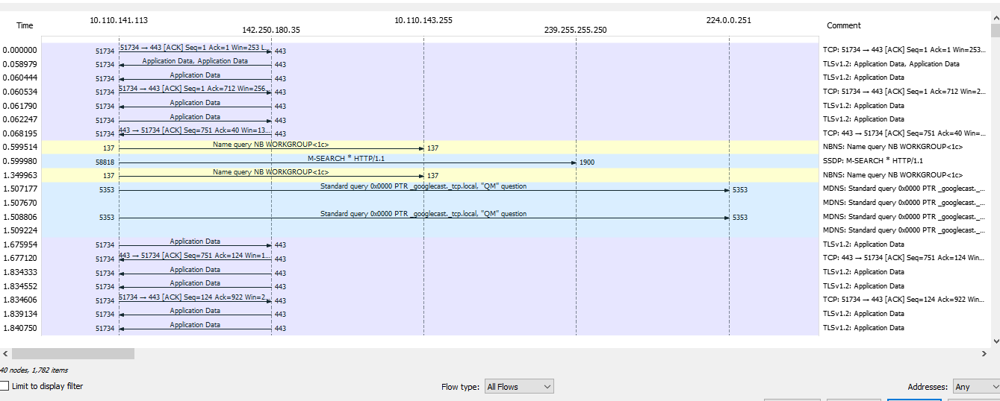 Time 10.110.141.113 142.250.180.35 10.110.143.255 239.255.255.250 224.0.0.251 Comment
0.000000 51734 51734 → 443 [ACK] Seq=1 Ack=1 Win=253 L... 443 TCP: 51734 → 443 [ACK] Seq=1 Ack=1 Win=253...
0.058979 51734 Application Data, Application Data 443 TLSv1.2: Application Data, Application Data
0.060444 51734 Application Data 443 TLSv1.2: Application Data
0.060534 51734 51734 → 443 [ACK] Seq=1 Ack=712 Win=256... 443 TCP: 51734 → 443 [ACK] Seq=1 Ack=712 Win=2...
0.061790 51734 Application Data 443 TLSv1.2: Application Data
0.062247 51734 Application Data 443 TLSv1.2: Application Data
0.068195 51734 443 → 51734 [ACK] Seq=751 Ack=40 Win=13... 443 TCP: 443 → 51734 [ACK] Seq=751 Ack=40 Win=...
0.599514 137 Name query NB WORKGROUP<1c> 137 NBNS: Name query NB WORKGROUP<1c>
0.599980 58818 M-SEARCH * HTTP/1.1 1900 SSDP: M-SEARCH * HTTP/1.1
1.349963 137 Name query NB WORKGROUP<1c> 137 NBNS: Name query NB WORKGROUP<1c>
1.507177 5353 Standard query 0x0000 PTR _googlecast._tcp.local, "QM" question 5353 MDNS: Standard query 0x0000 PTR _googlecast._...
1.507670 MDNS: Standard query 0x0000 PTR _googlecast._...
1.508806 5353 Standard query 0x0000 PTR _googlecast._tcp.local, "QM" question 5353 MDNS: Standard query 0x0000 PTR _googlecast._...
1.509224 MDNS: Standard query 0x0000 PTR _googlecast._...
1.675954 51734 Application Data 443 TLSv1.2: Application Data
1.677120 51734 443 → 51734 [ACK] Seq=751 Ack=124 Win=1... 443 TCP: 443 → 51734 [ACK] Seq=751 Ack=124 Win...
1.834333 51734 Application Data 443 TLSv1.2: Application Data
1.834552 51734 Application Data 443 TLSv1.2: Application Data
1.834606 51734 51734 → 443 [ACK] Seq=124 Ack=922 Win=2... 443 TCP: 51734 → 443 [ACK] Seq=124 Ack=922 Win...
1.839134 51734 Application Data 443 TLSv1.2: Application Data
1.840750 51734 Application Data 443 TLSv1.2: Application Data
40 nodes, 1,782 items
Limit to display filter Flow type: All Flows Addresses: Any